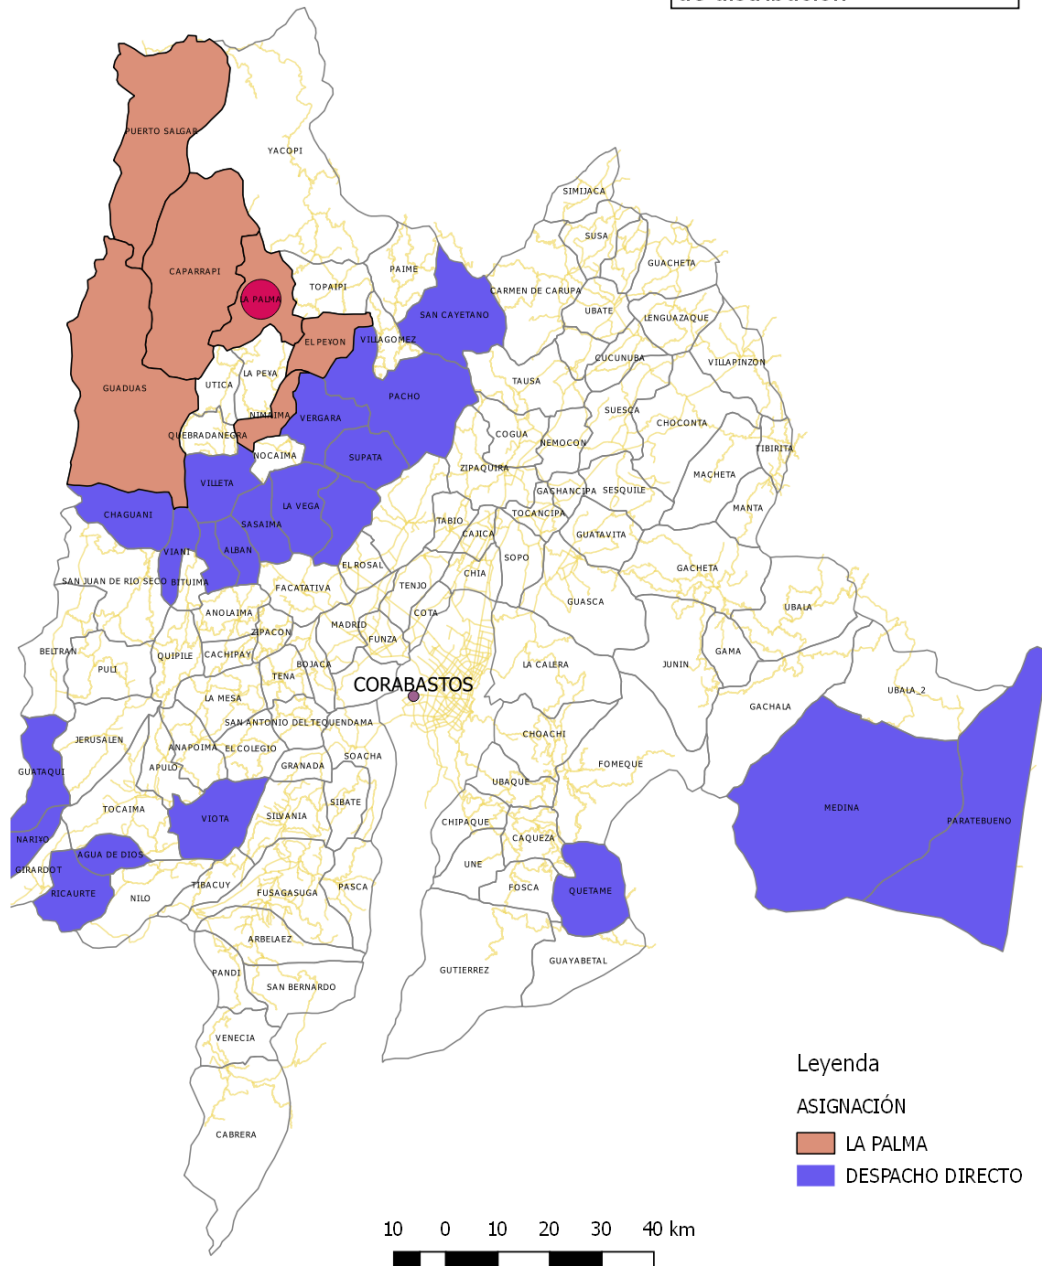 PUERTO SALGAR
YACOPI
SIMIJACA
SUSA
GUACHETA
PAIME
CAPARRAPI
TOPAIPI
CARMEN DE CARUPA
LA PALMA
UBATE
SAN CAYETANO
LENGUAZAQUE
EL PE¥ON
VILLAGOMEZ
CUCUNUBA
VILLAPINZON
LA PE¥A
UTICA
TAUSA
GUADUAS
PACHO
SUESCA
NIMAIMA
VERGARA
CHOCONTA
QUEBRADANEGRA
COGUA
NEMOCON
TIBIRITA
NOCAIMA
SUPATA
ZIPAQUIRA
MACHETA
VILLETA
GACHANCIPA
SESQUILE
LA VEGA
MANTA
CHAGUANI
TOCANCIPA
SASAIMA
TABIO
CAJICA
GUATAVITA
VIANI
ALBAN
SOPO
EL ROSAL
GACHETA
CHIA
SAN JUAN DE RIO SECO
BITUIMA
FACATATIVA
TENJO
GUASCA
UBALA
ANOLAIMA
COTA
MADRID
ZIPACON
FUNZA
BELTRAN
QUIPILE
CACHIPAY
GAMA
PULI
BOJACA
LA CALERA
JUNIN
TENA
CORABASTOS
UBALA_2
LA MESA
GACHALA
SAN ANTONIO DEL TEQUENDAMA
CHOACHI
JERUSALEN
ANAPOIMA
EL COLEGIO
SOACHA
GUATAQUI
APULO
GRANADA
FOMEQUE
UBAQUE
SIBATE
TOCAIMA
VIOTA
SILVANIA
MEDINA
CHIPAQUE
PARATEBUENO
NARI¥O
CAQUEZA
AGUA DE DIOS
UNE
GIRARDOT
TIBACUY
PASCA
FOSCA
RICAURTE
NILO
FUSAGASUGA
QUETAME
ARBELAEZ
GUAYABETAL
PANDI
GUTIERREZ
SAN BERNARDO
VENECIA
CABRERA
Leyenda
ASIGNACIÓN
LA PALMA
DESPACHO DIRECTO
10 0 10 20 30 40 km